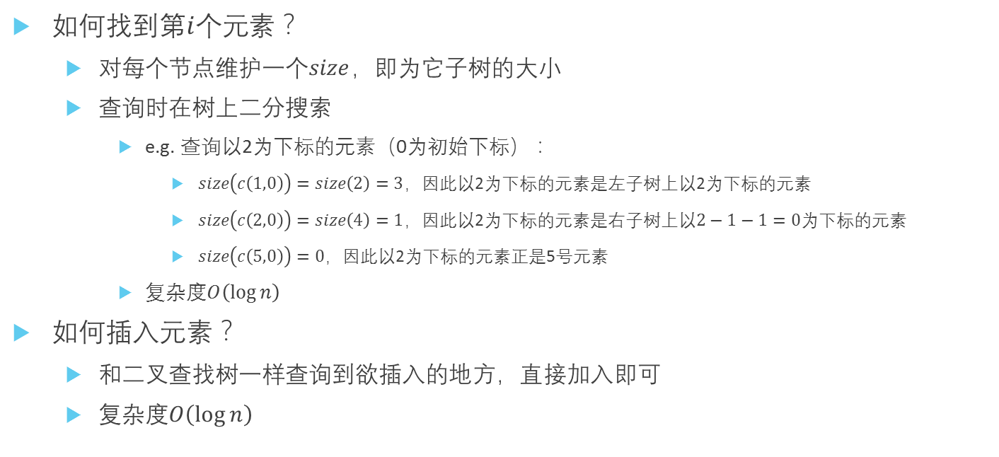 如何找到第i个元素？
对每个节点维护一个size，即为它子树的大小
查询时在树上二分搜索
e.g. 查询以2为下标的元素（0为初始下标）：
size(c(1,0)) = size(2) = 3，因此以2为下标的元素是左子树上以2为下标的元素
size(c(2,0)) = size(4) = 1，因此以2为下标的元素是右子树上以2 − 1 − 1 = 0为下标的元素
size(c(5,0)) = 0，因此以2为下标的元素正是5号元素
复杂度O(log n)
如何插入元素？
和二叉查找树一样查询到欲插入的地方，直接加入即可
复杂度O(log n)